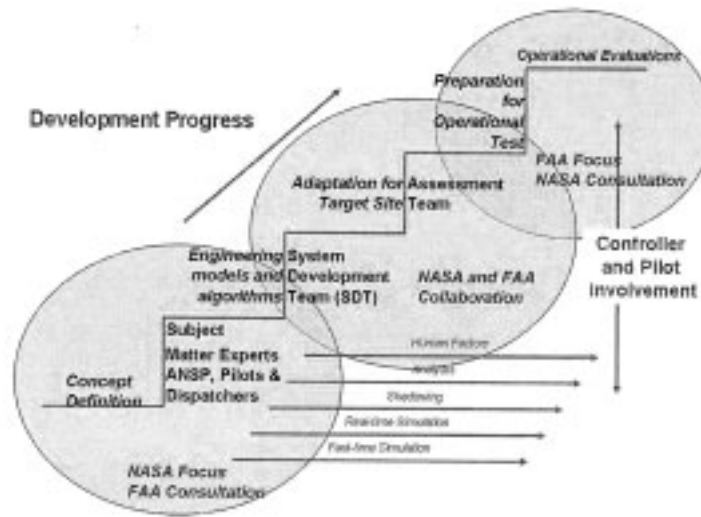 Operational Evaluations
Preparation
for
Operational
Test
Development Progress
FAA Focus
NASA Consultation
Adaptation for Assessment
Target Site Team
Controller
and Pilot
Involvement
Engineering System
models and Development
algorithms Team (SDT)
NASA and FAA
Collaboration
Subject
Matter Experts
ANSP, Pilots &
Dispatchers
Concept
Definition
Human Factors
Analysis
Shadowing
Real-time Simulation
Fast-time Simulation
NASA Focus
FAA Consultation